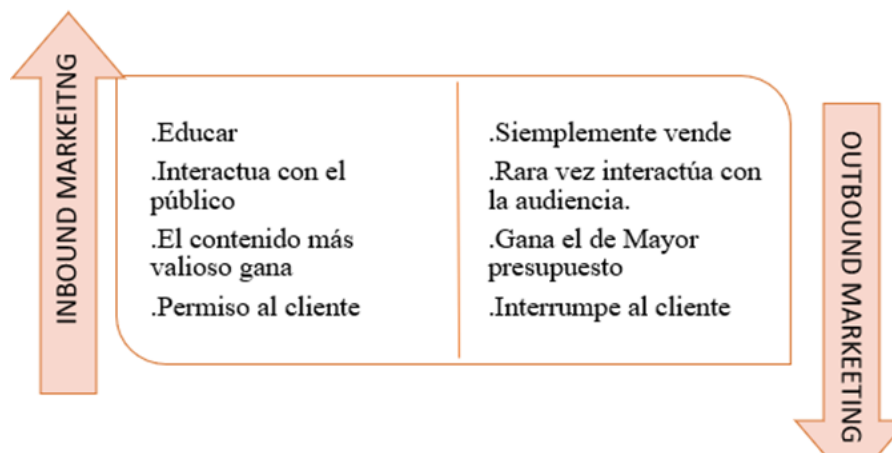 INBOUND MARKEITNG
.Educar
.Interactua con el
público
.El contenido más
valioso gana
.Permiso al cliente
.Siemplemente vende
.Rara vez interactúa con
la audiencia.
.Gana el de Mayor
presupuesto
.Interrumpe al cliente
OUTBOUND MARKEETING